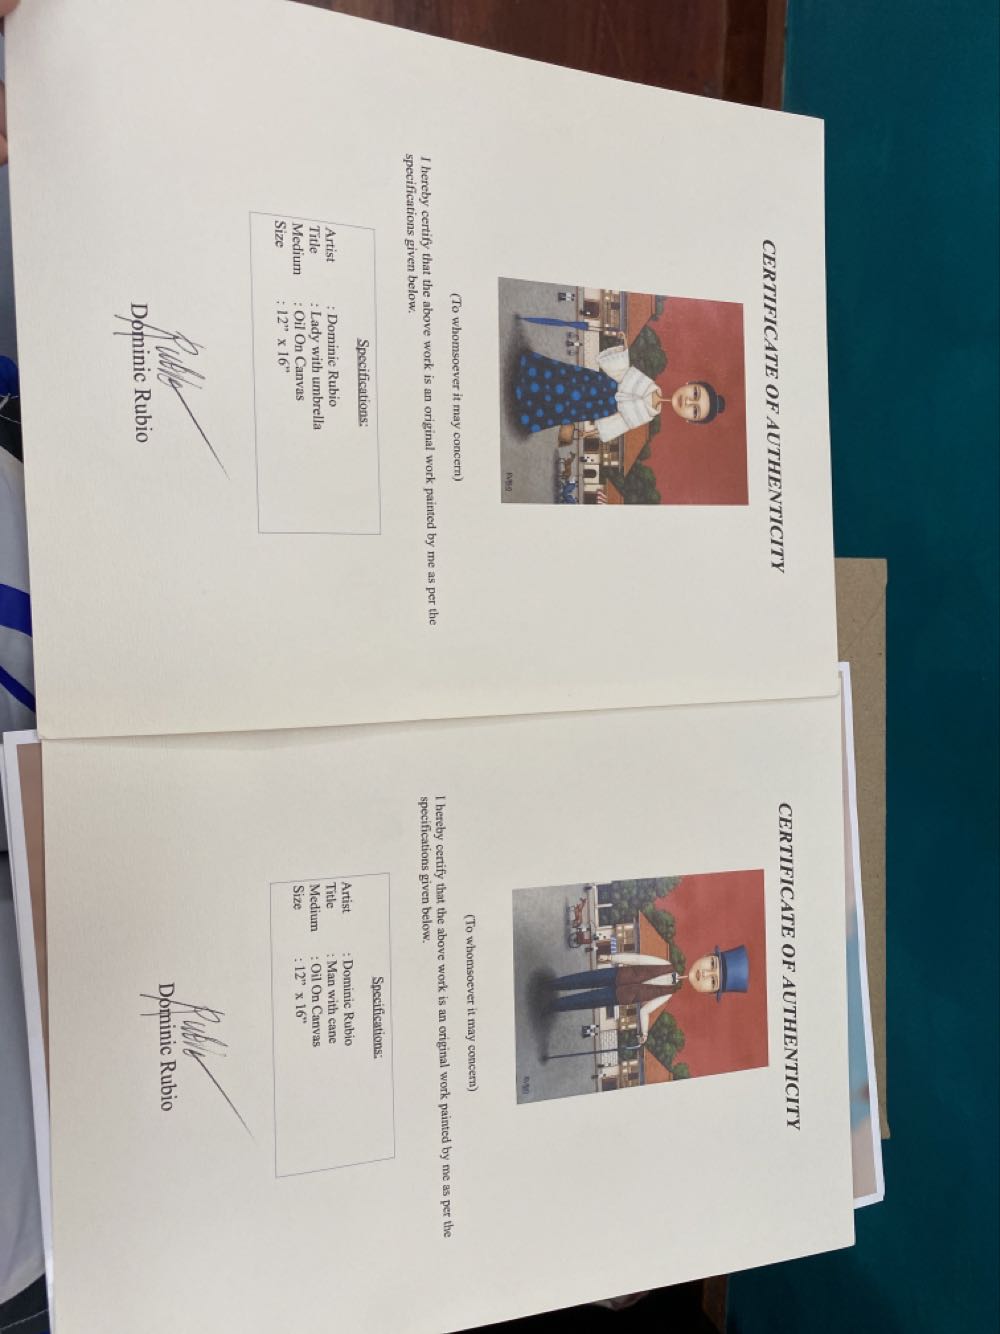 CERTIFICATE OF AUTHENTICITY
RUBIO
(To whomsoever it may concern)
I hereby certify that the above work is an original work painted by me as per the
specifications given below.
Specifications:
Artist : Dominic Rubio
Title : Lady with umbrella
Medium : Oil On Canvas
Size : 12" x 16"
Rubio
Dominic Rubio
CERTIFICATE OF AUTHENTICITY
RUBIO
(To whomsoever it may concern)
I hereby certify that the above work is an original work painted by me as per the
specifications given below.
Specifications:
Artist : Dominic Rubio
Title : Man with cane
Medium : Oil On Canvas
Size : 12" x 16"
Rubio
Dominic Rubio